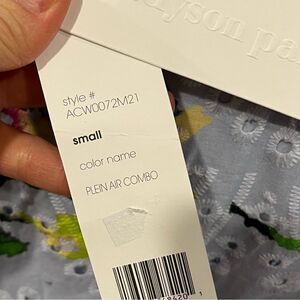 style #
ACW0072M21
small
color name
PLEIN AIR COMBO